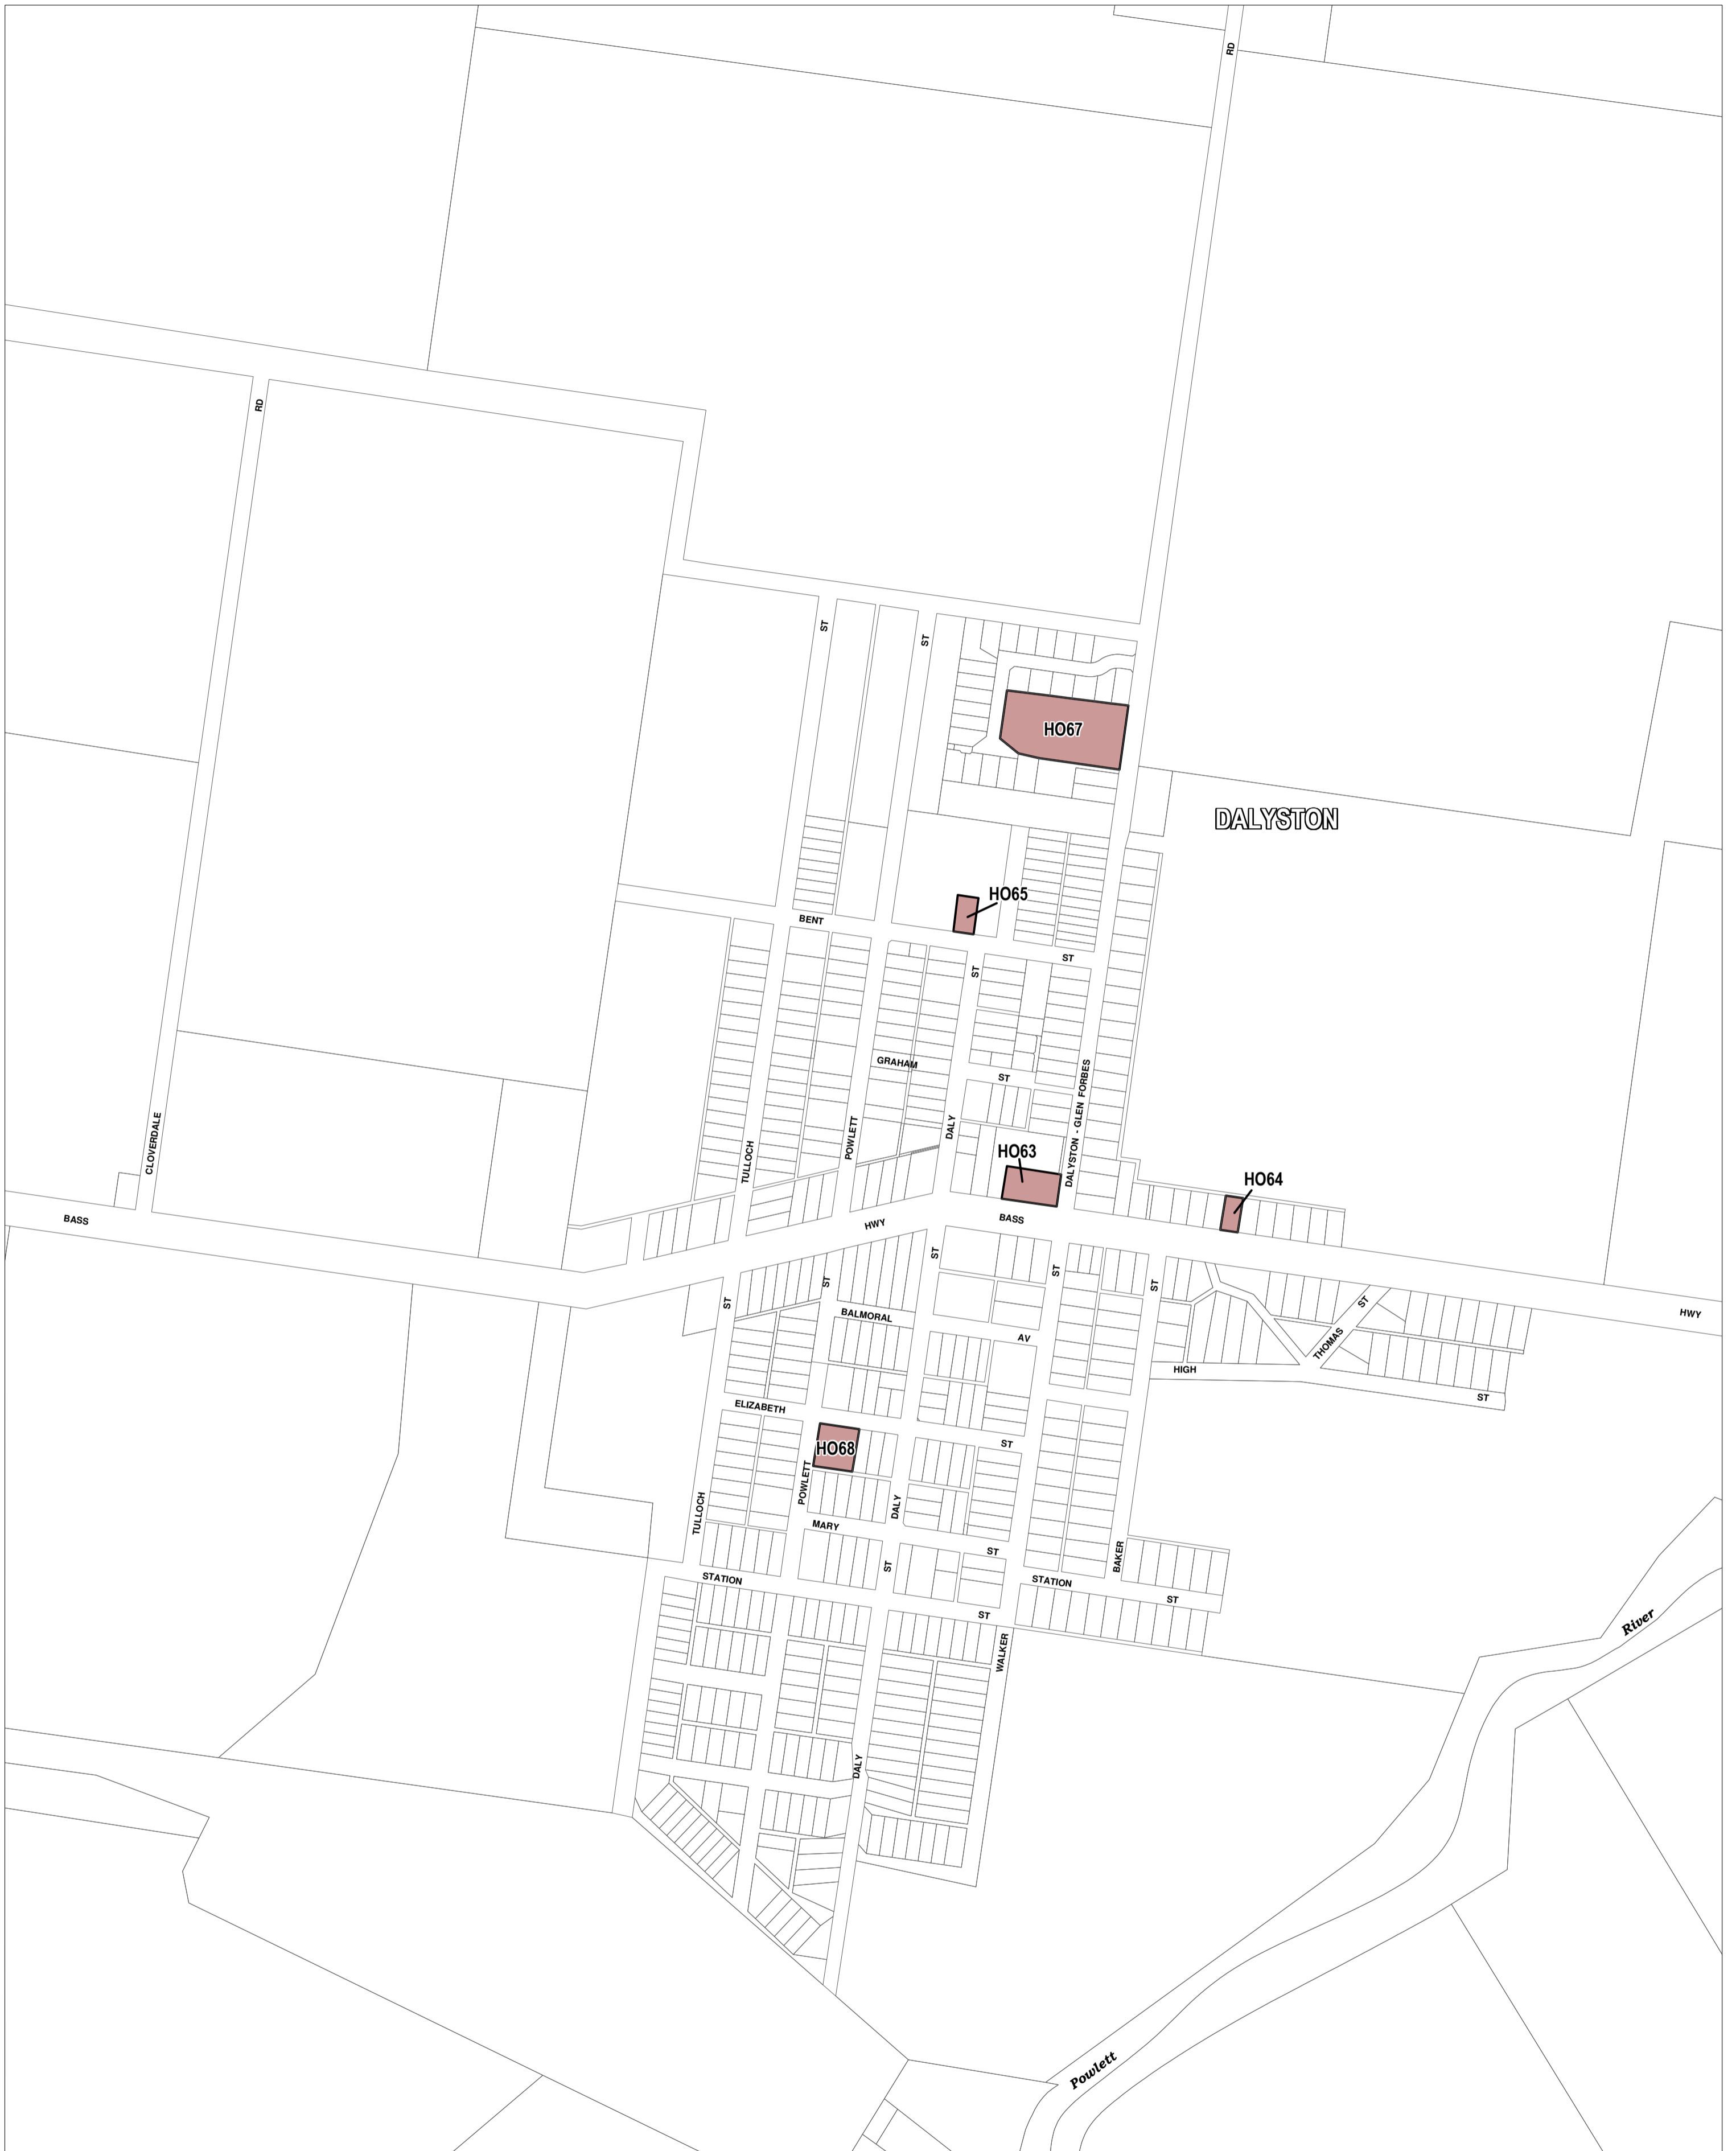 RD
RD
ST
ST
HO67
DALYSTON
HO65
BENT
ST
ST
GRAHAM
ST
DALYSTON - GLEN FORBES
CLOVERDALE
TULLOCH
POWLETT
DALY
HO63
HO64
BASS
HWY
BASS
ST
ST
ST
ST
ST
ST
HWY
BALMORAL
AV
THOMAS
HIGH
ST
ELIZABETH
ST
HO68
POWLETT
TULLOCH
DALY
MARY
ST
ST
BAKER
STATION
STATION
ST
ST
WALKER
River
DALY
Powlett